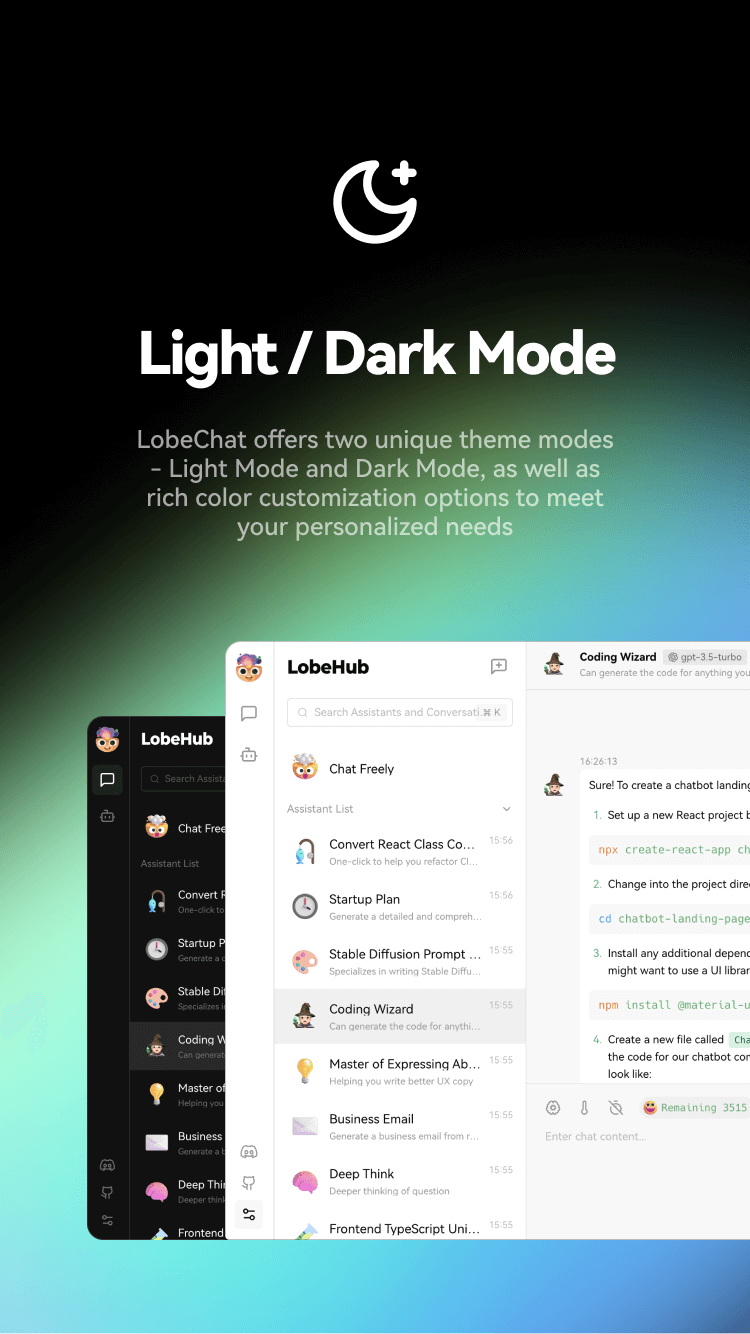 Light / Dark Mode
LobeChat offers two unique theme modes
- Light Mode and Dark Mode, as well as
rich color customization options to meet
your personalized needs
LobeHub
Search Assista
Chat Free
Assistant List
Convert R
One-click to
Startup P
Generate a d
Stable Dif
Specializes in
Coding W
Can generate
Master of
Helping you
Business
Generate a b
Deep Thin
Deeper think
Frontend
LobeHub
Search Assistants and Conversati.. ⌘ K
Chat Freely
Assistant List
Convert React Class Co... 15:56
One-click to help you refactor Cl...
Startup Plan 15:56
Generate a detailed and compreh...
Stable Diffusion Prompt ... 15:55
Specializes in writing Stable Diffu...
Coding Wizard 15:55
Can generate the code for anythi...
Master of Expressing Ab... 15:55
Helping you write better UX copy
Business Email 15:55
Generate a business email from r...
Deep Think 15:55
Deeper thinking of question
Frontend TypeScript Uni... 15:55
Coding Wizard gpt-3.5-turbo
Can generate the code for anything you
16:26:13
Sure! To create a chatbot landing
1. Set up a new React project b
npx create-react-app ch
2. Change into the project dire
cd chatbot-landing-page
3. Install any additional depend
might want to use a UI librar
npm install @material-u
4. Create a new file called Cha
the code for our chatbot con
look like:
Remaining 3515
Enter chat content...